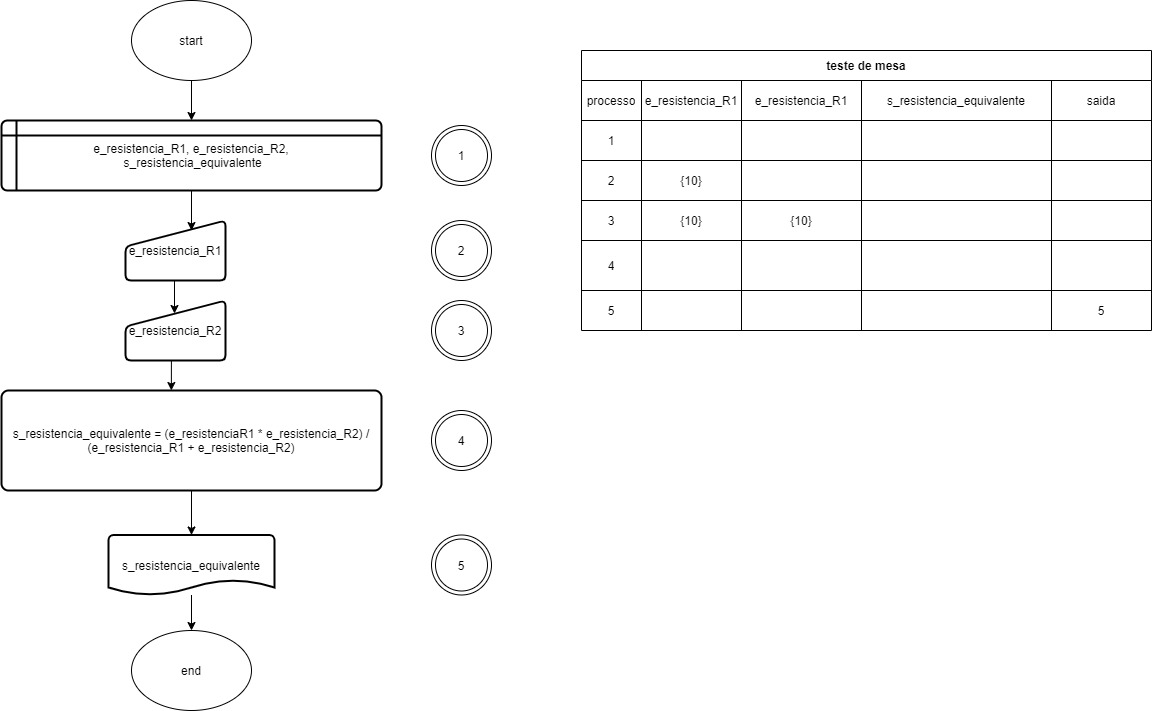 start
e_resistencia_R1, e_resistencia_R2,
s_resistencia_equivalente
1
e_resistencia_R1
2
e_resistencia_R2
3
s_resistencia_equivalente = (e_resistenciaR1 * e_resistencia_R2) /
(e_resistencia_R1 + e_resistencia_R2)
4
s_resistencia_equivalente
5
end
teste de mesa
processo e_resistencia_R1 e_resistencia_R1 s_resistencia_equivalente saida
1
2 {10}
3 {10} {10}
4
5 5